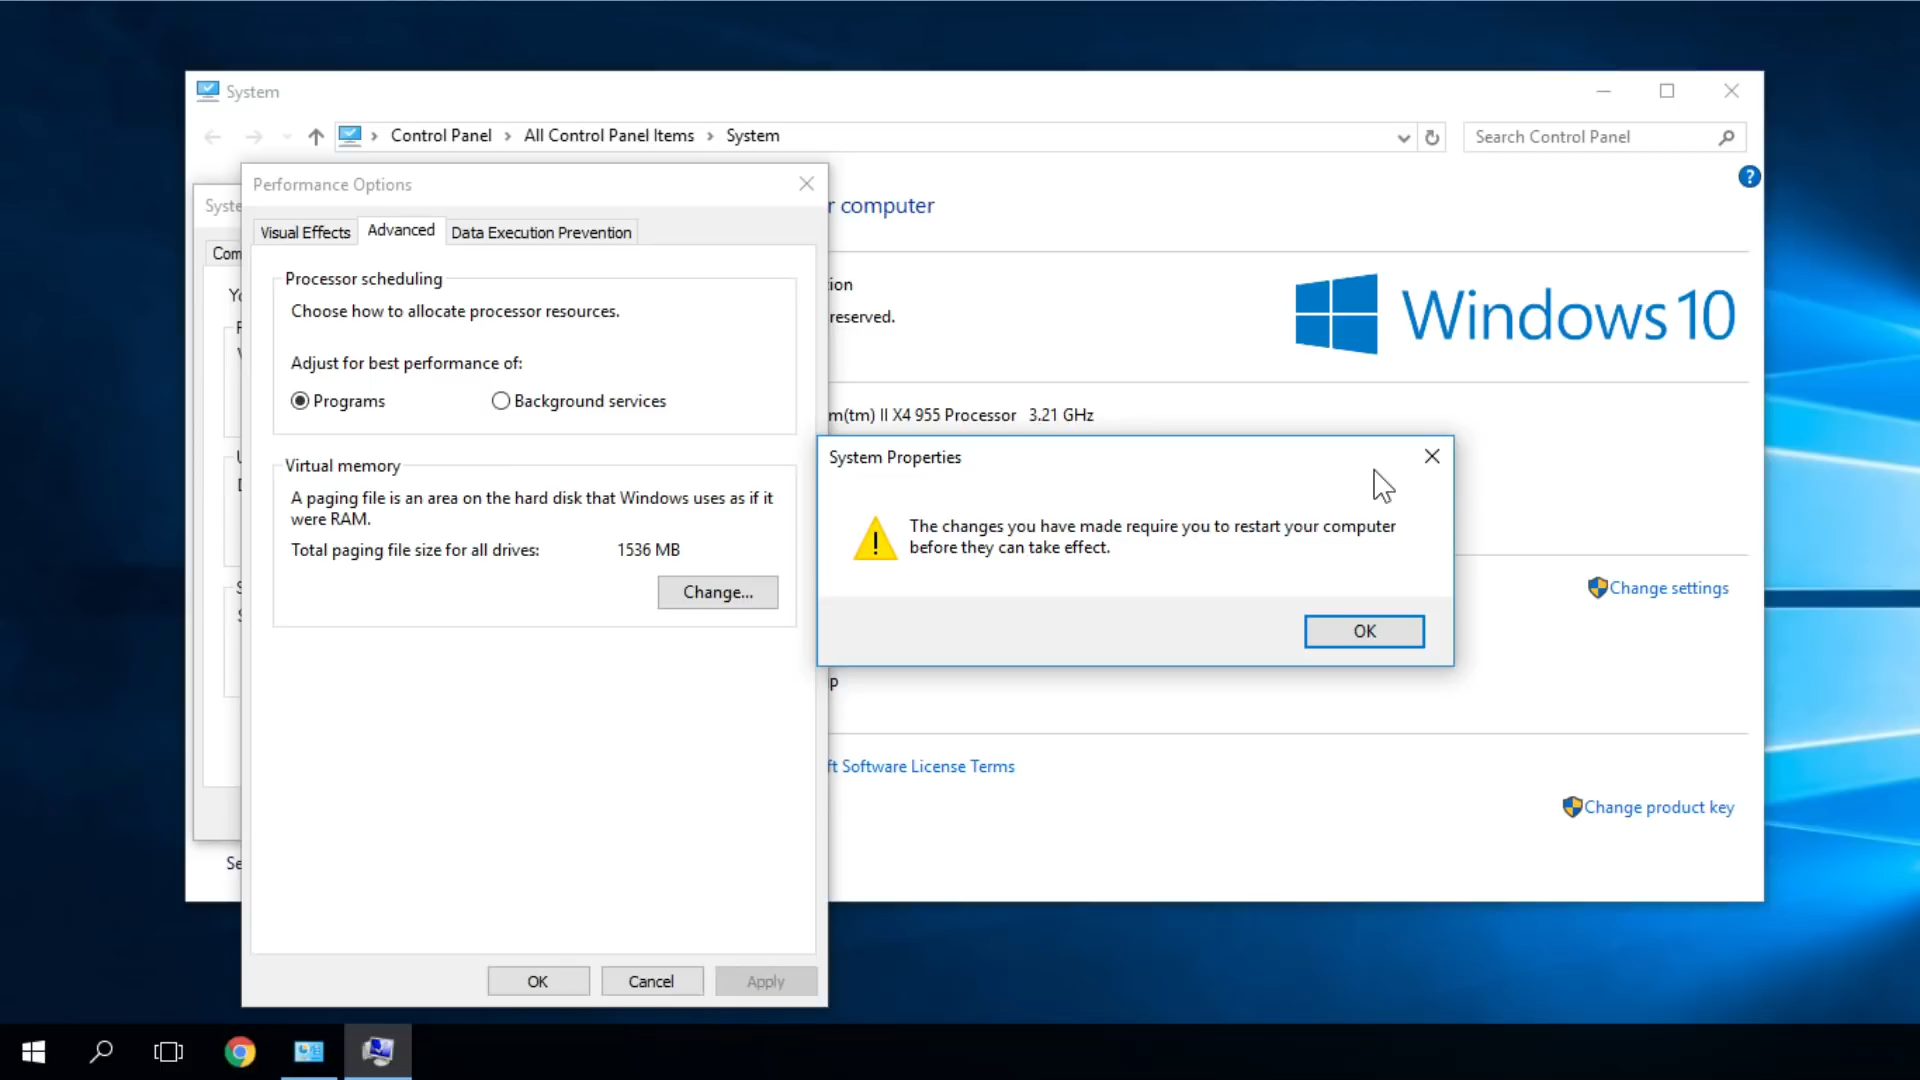 System
Control Panel > All Control Panel Items > System
Search Control Panel
Performance Options
?
Syste
r computer
Visual Effects
Advanced
Data Execution Prevention
Com
Processor scheduling
ion
Choose how to allocate processor resources.
reserved.
Windows 10
Adjust for best performance of:
Programs
Background services
m(tm) II X4 955 Processor 3.21 GHz
Virtual memory
System Properties
A paging file is an area on the hard disk that Windows uses as if it
were RAM.
The changes you have made require you to restart your computer
before they can take effect.
Total paging file size for all drives: 1536 MB
Change...
Change settings
OK
p
ft Software License Terms
Change product key
Se
OK
Cancel
Apply